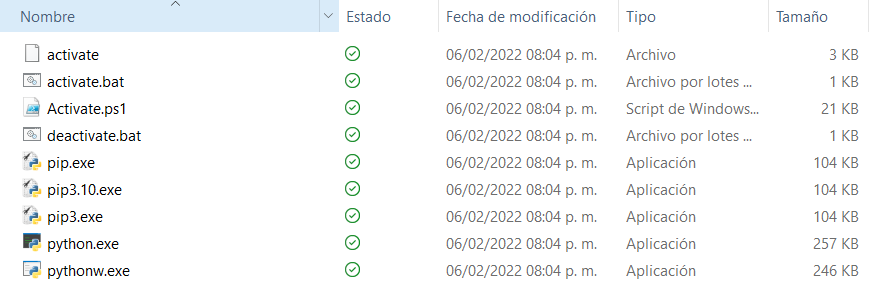 Nombre Estado Fecha de modificación Tipo Tamaño
activate 06/02/2022 08:04 p. m. Archivo 3 KB
activate.bat 06/02/2022 08:04 p. m. Archivo por lotes ... 1 KB
Activate.ps1 06/02/2022 08:04 p. m. Script de Windows... 21 KB
deactivate.bat 06/02/2022 08:04 p. m. Archivo por lotes ... 1 KB
pip.exe 06/02/2022 08:04 p. m. Aplicación 104 KB
pip3.10.exe 06/02/2022 08:04 p. m. Aplicación 104 KB
pip3.exe 06/02/2022 08:04 p. m. Aplicación 104 KB
python.exe 06/02/2022 08:04 p. m. Aplicación 257 KB
pythonw.exe 06/02/2022 08:04 p. m. Aplicación 246 KB